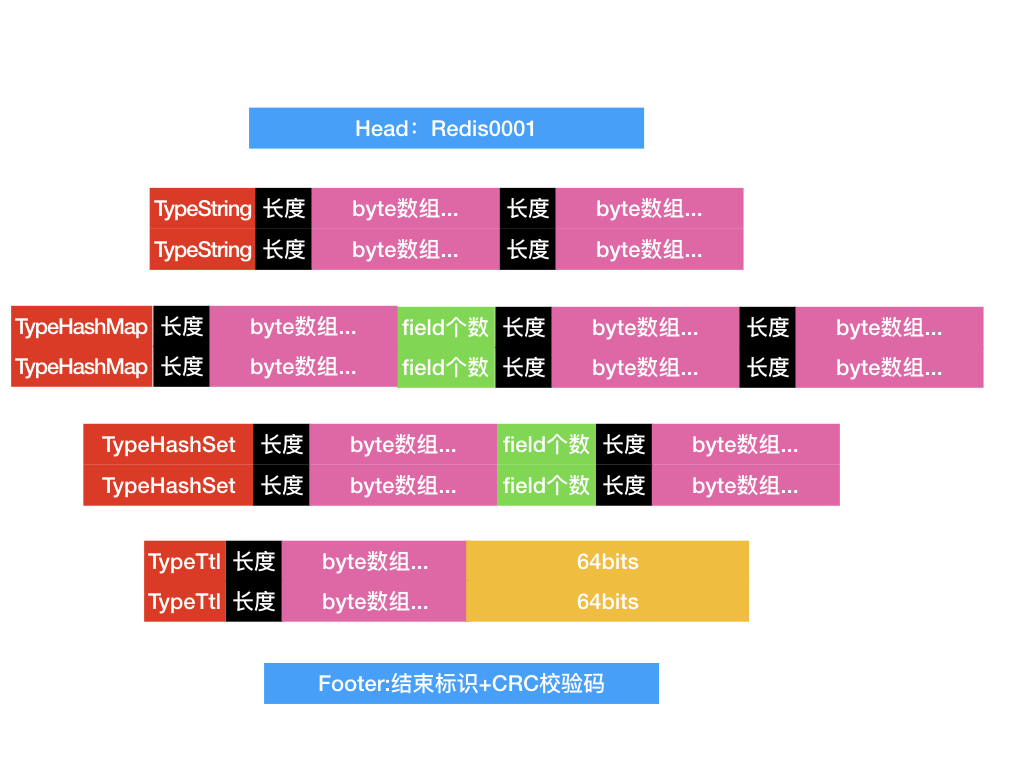 Head：Redis0001
TypeString 长度 byte数组... 长度 byte数组...
TypeString 长度 byte数组... 长度 byte数组...
TypeHashMap 长度 byte数组... field个数 长度 byte数组... 长度 byte数组...
TypeHashMap 长度 byte数组... field个数 长度 byte数组... 长度 byte数组...
TypeHashSet 长度 byte数组... field个数 长度 byte数组...
TypeHashSet 长度 byte数组... field个数 长度 byte数组...
TypeTtl 长度 byte数组... 64bits
TypeTtl 长度 byte数组... 64bits
Footer:结束标识+CRC校验码